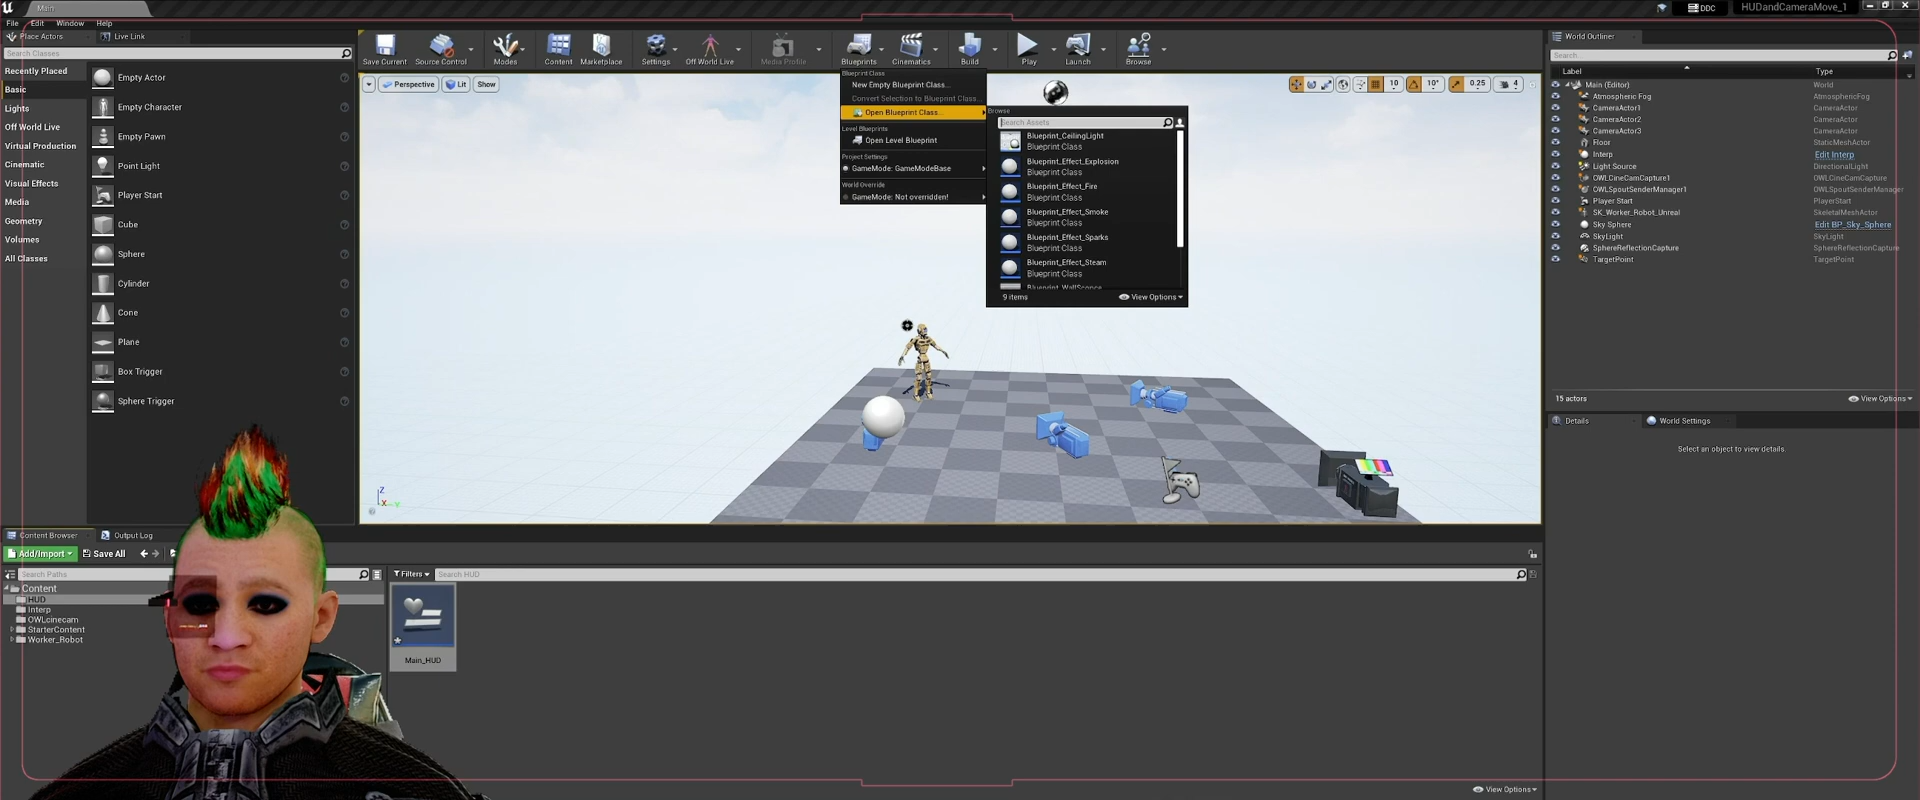 Main
HUDandCameraMove_1
DDC
File Edit Window Help
Place Actors
Live Link
Search Classes
Recently Placed
Basic
Lights
Off World Live
Virtual Production
Cinematic
Visual Effects
Media
Geometry
Volumes
All Classes
Empty Actor
Empty Character
Empty Pawn
Point Light
Player Start
Cube
Sphere
Cylinder
Cone
Plane
Box Trigger
Sphere Trigger
Save Current
Source Control
Modes
Content
Marketplace
Settings
Off World Live
Media Profile
Blueprints
Cinematics
Build
Play
Launch
Browse
Perspective
Lit
Show
10
10°
0.25
4
Blueprint Class
New Empty Blueprint Class...
Convert Selection to Blueprint Class...
Open Blueprint Class...
Level Blueprints
Open Level Blueprint
Project Settings
GameMode: GameModeBase
World Override
GameMode: Not overridden!
Browse
Search Assets
Blueprint_CeilingLight
Blueprint Class
Blueprint_Effect_Explosion
Blueprint Class
Blueprint_Effect_Fire
Blueprint Class
Blueprint_Effect_Smoke
Blueprint Class
Blueprint_Effect_Sparks
Blueprint Class
Blueprint_Effect_Steam
Blueprint Class
Blueprint_WallSconce
9 items
View Options
Z
X
Y
World Outliner
Search...
Label Type
Main (Editor) World
Atmospheric Fog AtmosphericFog
CameraActor1 CameraActor
CameraActor2 CameraActor
CameraActor3 CameraActor
Floor StaticMeshActor
Interp Edit Interp
Light Source DirectionalLight
OWLCineCamCapture1 OWLCineCamCapture
OWLSpoutSenderManager1 OWLSpoutSenderManager
Player Start PlayerStart
SK_Worker_Robot_Unreal SkeletalMeshActor
Sky Sphere Edit BP_Sky_Sphere
SkyLight SkyLight
SphereReflectionCapture SphereReflectionCapture
TargetPoint TargetPoint
15 actors
View Options
Details
World Settings
Select an object to view details.
Content Browser
Output Log
Add/Import
Save All
Search Paths
Content
HUD
Interp
OWLcinecam
StarterContent
Worker_Robot
Filters
Search HUD
Main_HUD
View Options